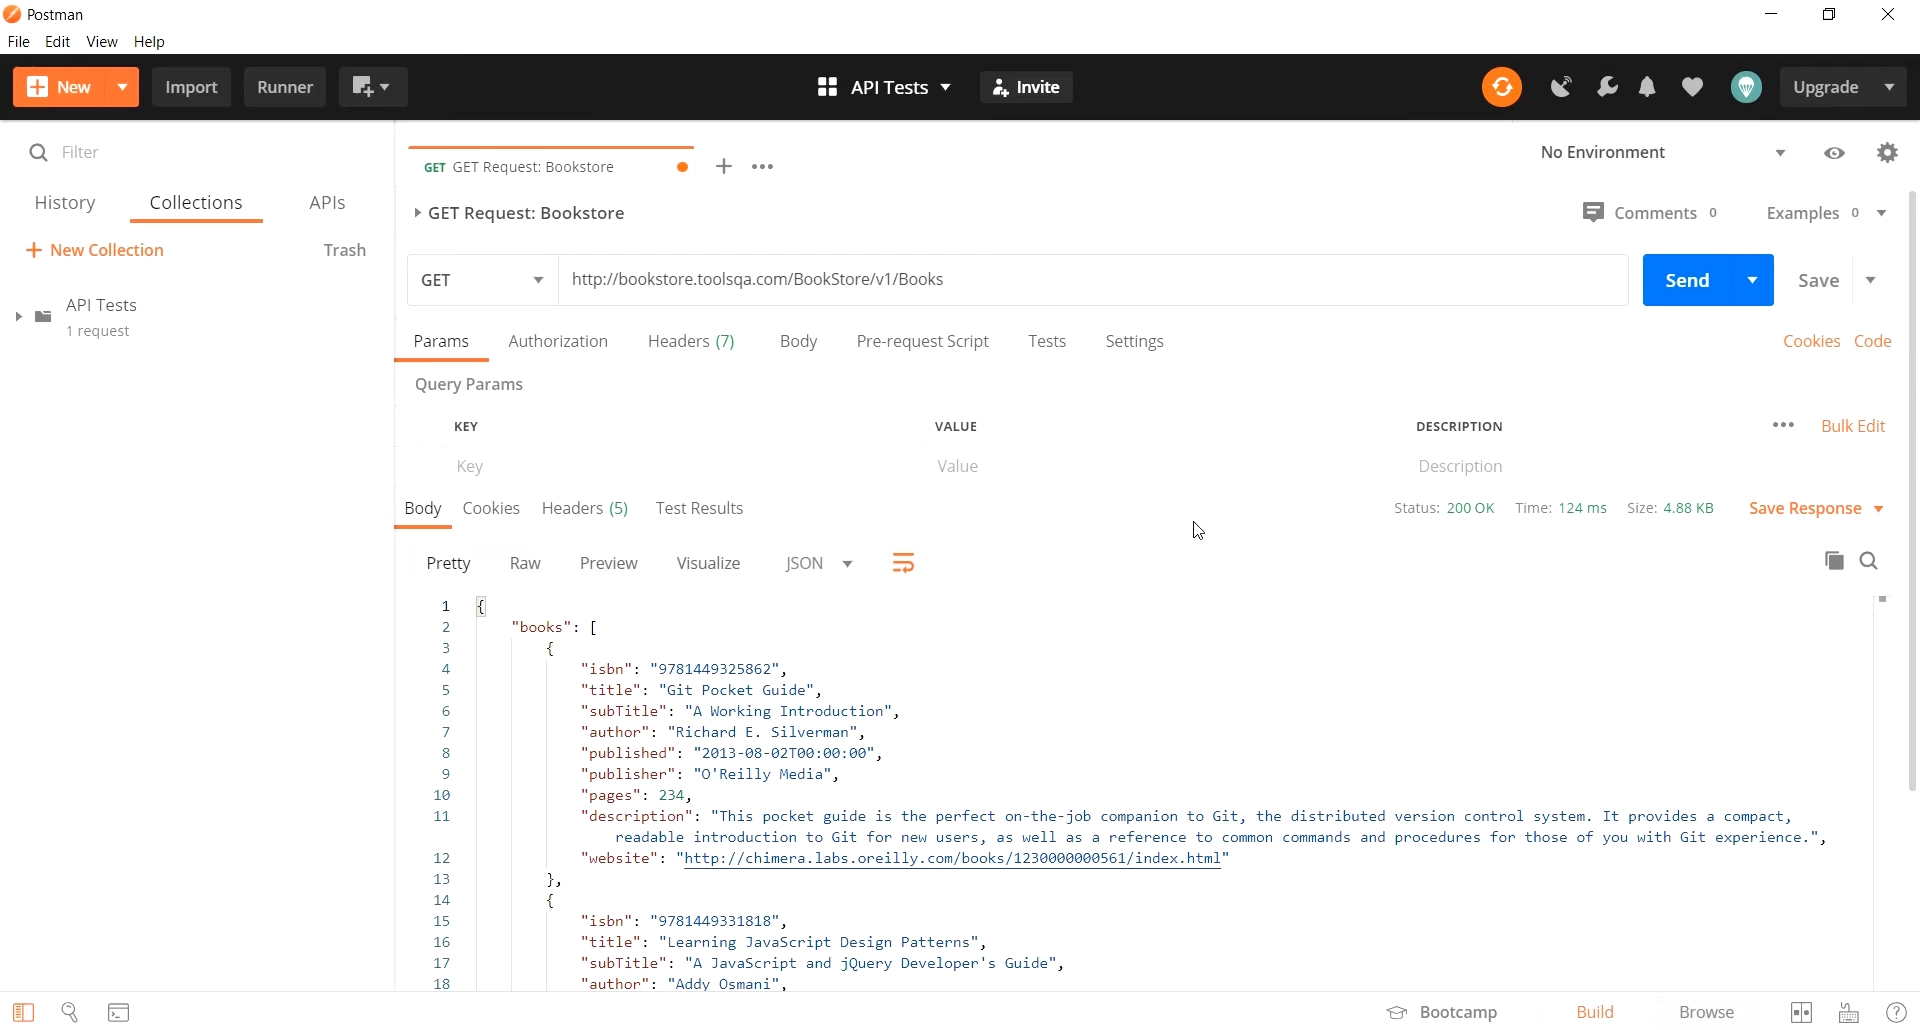 Postman
File Edit View Help
New Import Runner API Tests Invite Upgrade
Filter
History Collections APIs
New Collection Trash
API Tests
1 request
GET GET Request: Bookstore
No Environment
GET Request: Bookstore
Comments 0 Examples 0
GET http://bookstore.toolsqa.com/BookStore/v1/Books Send Save
Params Authorization Headers (7) Body Pre-request Script Tests Settings Cookies Code
Query Params
KEY VALUE DESCRIPTION Bulk Edit
Key Value Description
Body Cookies Headers (5) Test Results Status: 200 OK Time: 124 ms Size: 4.88 KB Save Response
Pretty Raw Preview Visualize JSON
1 {
2 "books": [
3 {
4 "isbn": "9781449325862",
5 "title": "Git Pocket Guide",
6 "subTitle": "A Working Introduction",
7 "author": "Richard E. Silverman",
8 "published": "2013-08-02T00:00:00",
9 "publisher": "O'Reilly Media",
10 "pages": 234,
11 "description": "This pocket guide is the perfect on-the-job companion to Git, the distributed version control system. It provides a compact,
readable introduction to Git for new users, as well as a reference to common commands and procedures for those of you with Git experience.",
12 "website": "http://chimera.labs.oreilly.com/books/1230000000561/index.html"
13 },
14 {
15 "isbn": "9781449331818",
16 "title": "Learning JavaScript Design Patterns",
17 "subTitle": "A JavaScript and jQuery Developer's Guide",
18 "author": "Addy Osmani",
Bootcamp Build Browse